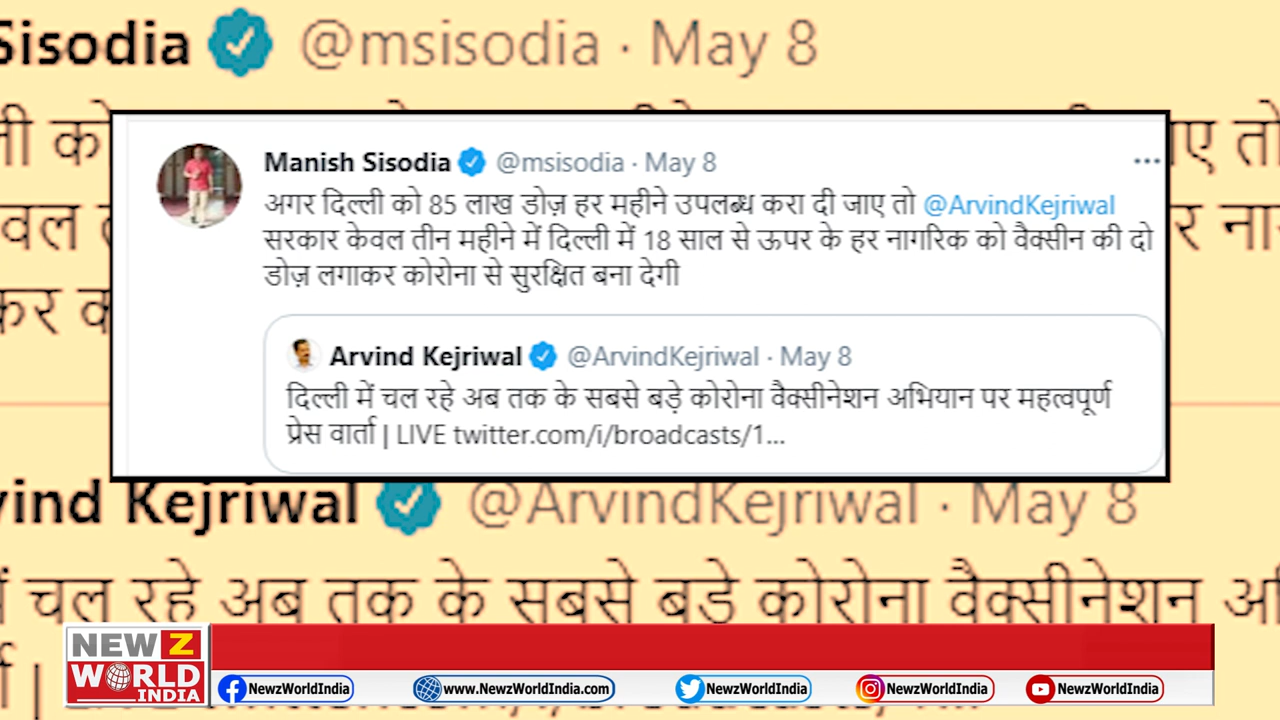 Sisodia @msisodia · May 8
Manish Sisodia @msisodia · May 8
अगर दिल्ली को 85 लाख डोज़ हर महीने उपलब्ध करा दी जाए तो @ArvindKejriwal
सरकार केवल तीन महीने में दिल्ली में 18 साल से ऊपर के हर नागरिक को वैक्सीन की दो
डोज़ लगाकर कोरोना से सुरक्षित बना देगी
Arvind Kejriwal @ArvindKejriwal · May 8
दिल्ली में चल रहे अब तक के सबसे बड़े कोरोना वैक्सीनेशन अभियान पर महत्वपूर्ण
प्रेस वार्ता | LIVE twitter.com/i/broadcasts/1...
vind Kejriwal @ArvindKejriwal · May 8
चल रहे अब तक के सबसे बड़े कोरोना वैक्सीनेशन
NEWZ
WORLD
.INDIA
NewzWorldIndia www.NewzWorldIndia.com NewzWorldIndia NewzWorldIndia NewzWorldIndia